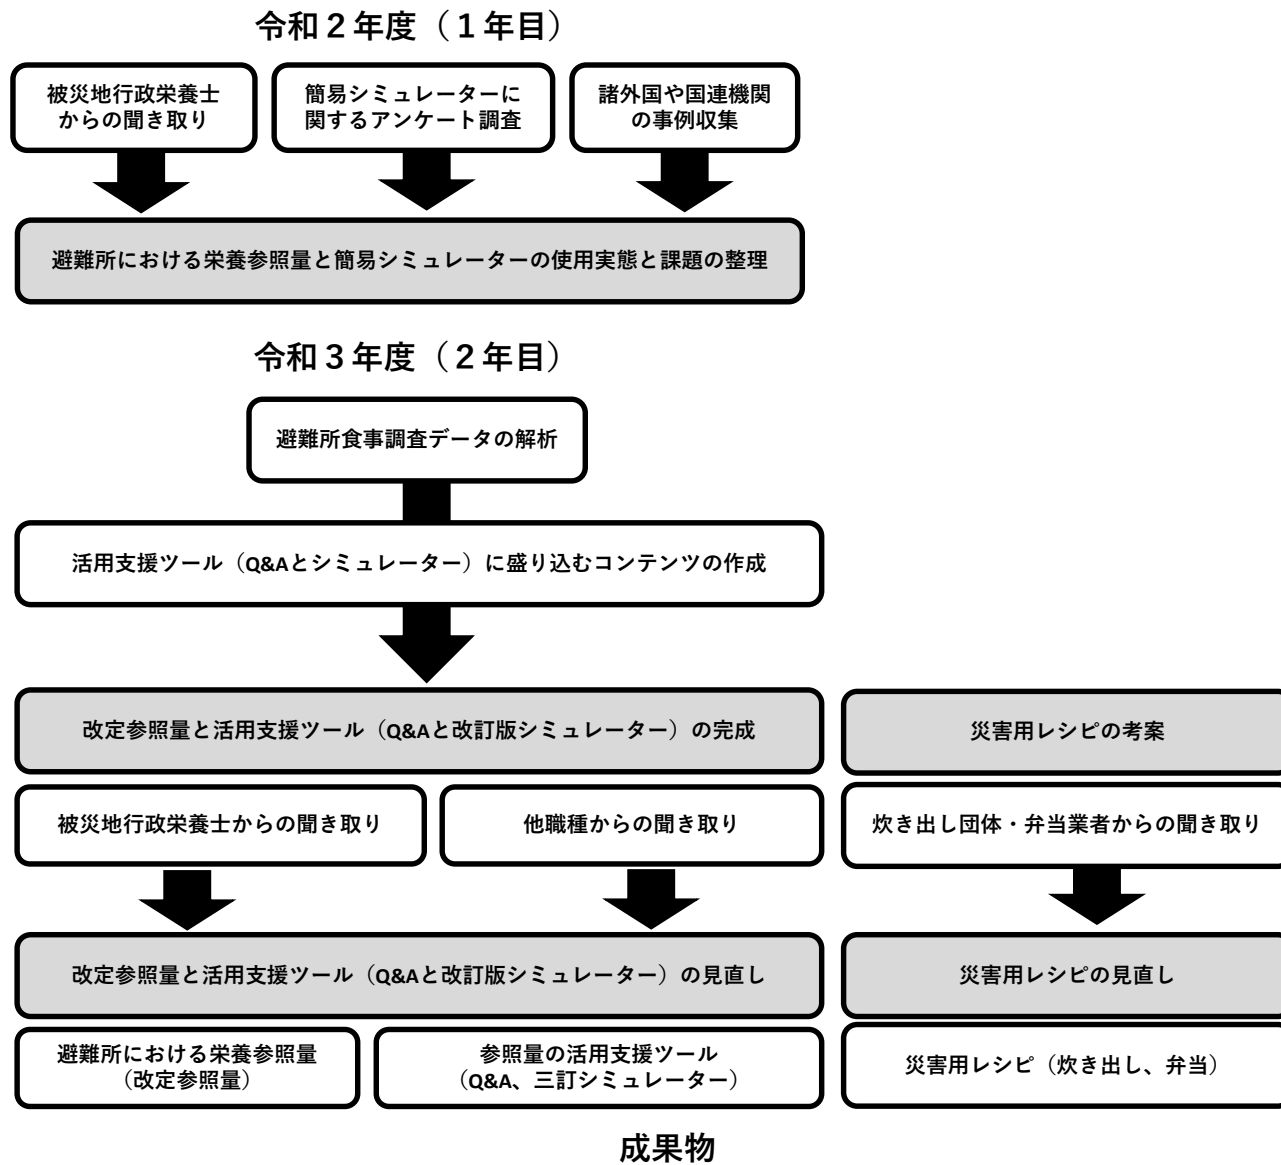 令和２年度（１年目）
被災地行政栄養士
からの聞き取り
簡易シミュレーターに
関するアンケート調査
諸外国や国連機関
の事例収集
避難所における栄養参照量と簡易シミュレーターの使用実態と課題の整理
令和３年度（２年目）
避難所食事調査データの解析
活用支援ツール（Q&Aとシミュレーター）に盛り込むコンテンツの作成
改定参照量と活用支援ツール（Q&Aと改訂版シミュレーター）の完成
災害用レシピの考案
被災地行政栄養士からの聞き取り
他職種からの聞き取り
炊き出し団体・弁当業者からの聞き取り
改定参照量と活用支援ツール（Q&Aと改訂版シミュレーター）の見直し
災害用レシピの見直し
避難所における栄養参照量
（改定参照量）
参照量の活用支援ツール
（Q&A、三訂シミュレーター）
災害用レシピ（炊き出し、弁当）
成果物